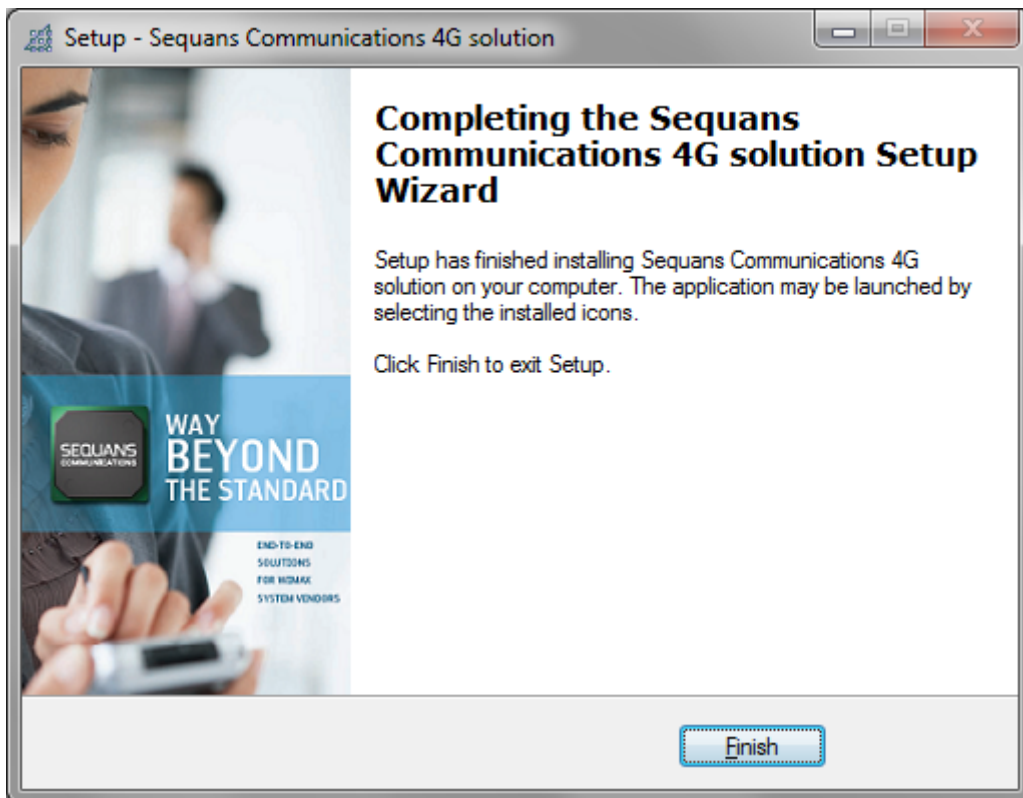 Setup - Sequans Communications 4G solution
Completing the Sequans
Communications 4G solution Setup
Wizard
Setup has finished installing Sequans Communications 4G
solution on your computer. The application may be launched by
selecting the installed icons.
Click Finish to exit Setup.
SEQUANS
COMMUNICATIONS
WAY
BEYOND
THE STANDARD
END-TO-END
SOLUTIONS
FOR WIMAX
SYSTEM VENDORS
Finish